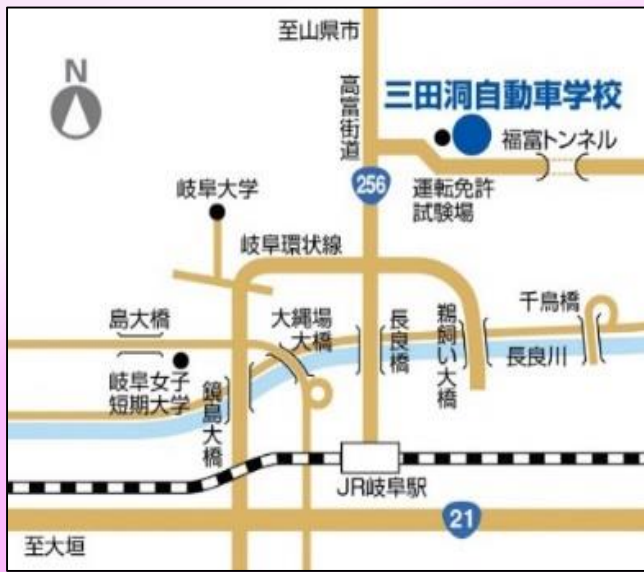 至山県市
N
高富街道
三田洞自動車学校
福富トンネル
256
運転免許
試験場
岐阜大学
岐阜環状線
千鳥橋
島大橋
大縄場
大橋
長良橋
鵜飼い大橋
長良川
岐阜女子
短期大学
鏡島大橋
JR岐阜駅
21
至大垣